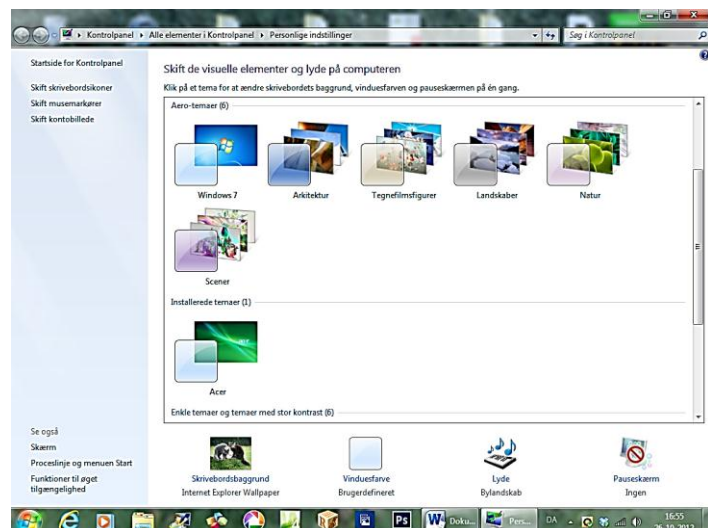 Kontrolpanel ▸ Alle elementer i Kontrolpanel ▸ Personlige indstillinger
Søg i Kontrolpanel
Startside for Kontrolpanel
Skift skrivebordsikoner
Skift musemarkører
Skift kontobillede
Skift de visuelle elementer og lyde på computeren
Klik på et tema for at ændre skrivebordets baggrund, vinduesfarven og pauseskærmen på én gang.
Aero-temaer (6)
Windows 7 Arkitektur Tegnefilmsfigurer Landskaber Natur
Scener
Installerede temaer (1)
Acer
Enkle temaer og temaer med stor kontrast (6)
Se også
Skærm
Proceslinje og menuen Start
Funktioner til øget
tilgængelighed
Skrivebordsbaggrund
Internet Explorer Wallpaper
Vinduesfarve
Brugerdefineret
Lyde
Bylandskab
Pauseskærm
Ingen
Ps
W Doku...
Pers...
DA
16:55
26-10-2012